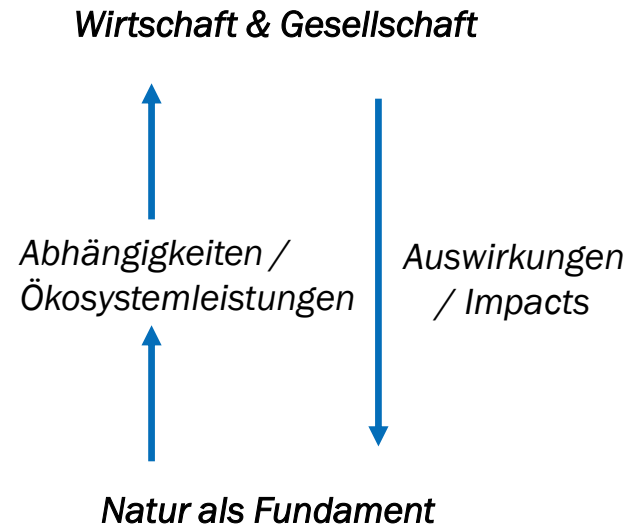 Wirtschaft & Gesellschaft
Abhängigkeiten /
Ökosystemleistungen
Auswirkungen
/ Impacts
Natur als Fundament